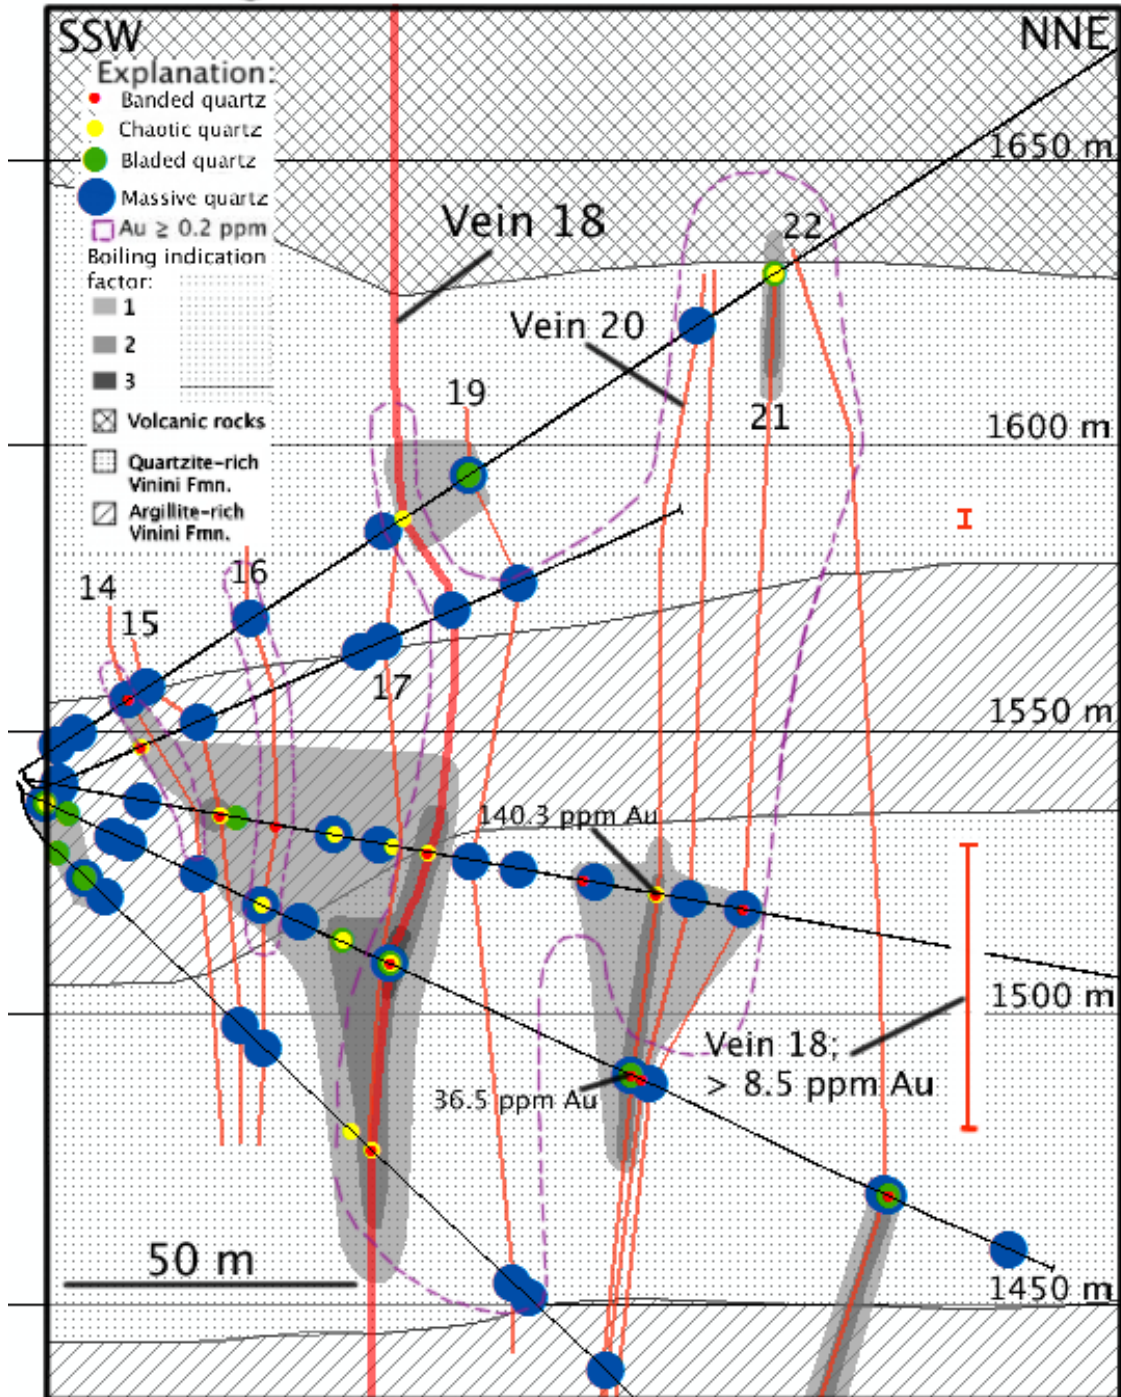 SSW
NNE
Explanation:
Banded quartz
Chaotic quartz
Bladed quartz
Massive quartz
Au ≥ 0.2 ppm
Boiling indication
factor:
1
2
3
Volcanic rocks
Quartzite-rich
Vinini Fmn.
Argillite-rich
Vinini Fmn.
1650 m
Vein 18
22
Vein 20
19
21
1600 m
16
14
15
17
1550 m
140.3 ppm Au
1500 m
Vein 18;
> 8.5 ppm Au
36.5 ppm Au
50 m
1450 m